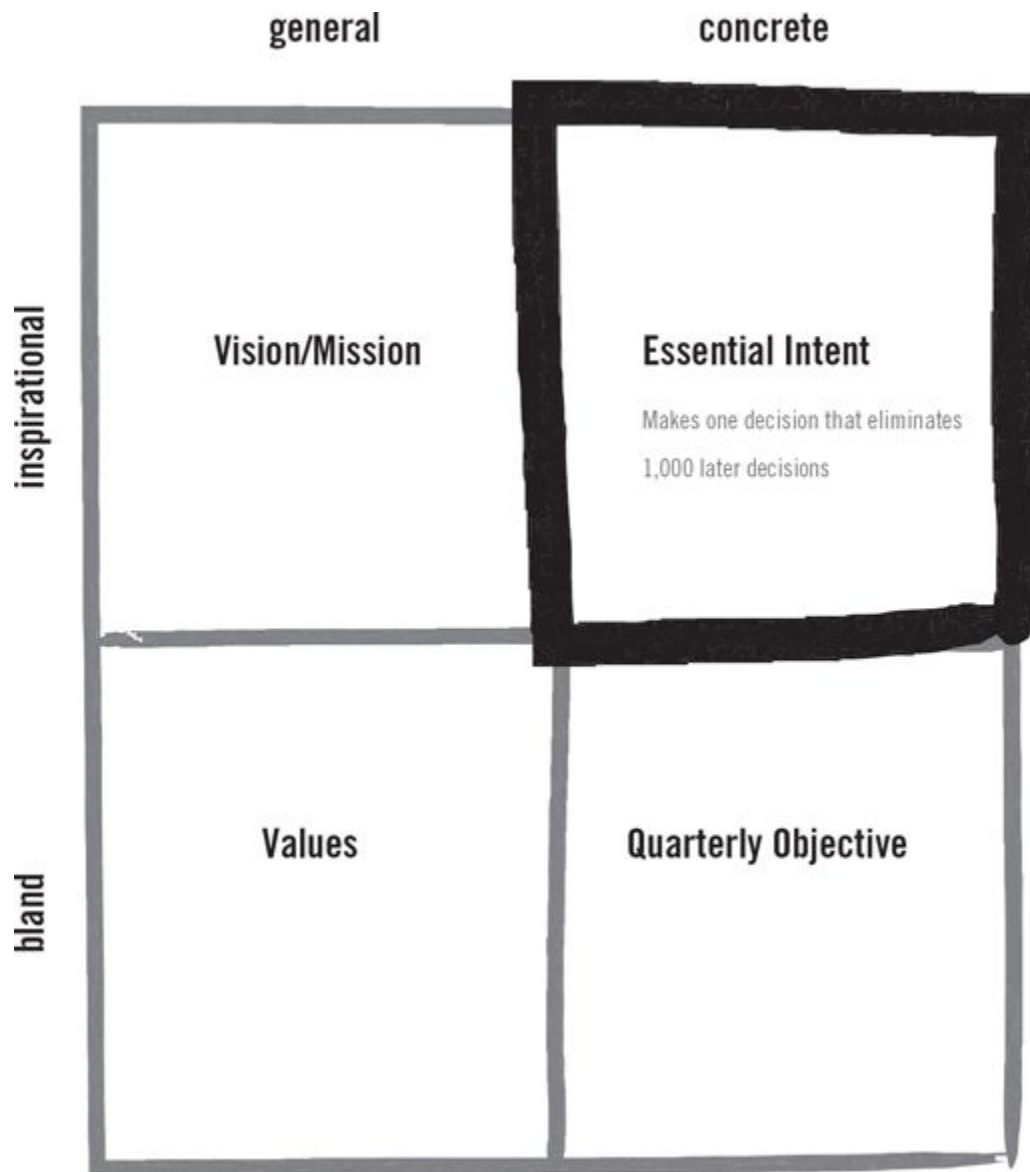 general
concrete
inspirational
Vision/Mission
Essential Intent
Makes one decision that eliminates
1,000 later decisions
bland
Values
Quarterly Objective